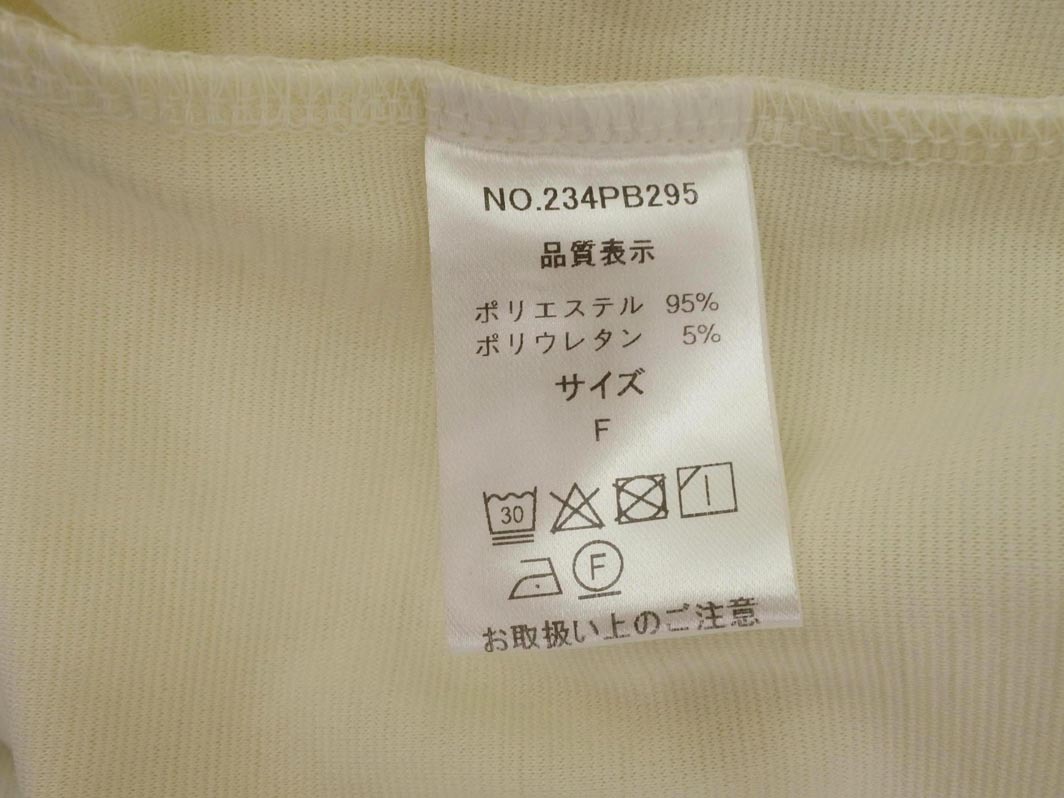 NO.234PB295
品質表示
ポリエステル 95%
ポリウレタン 5%
サイズ
F
30
F
お取扱い上のご注意